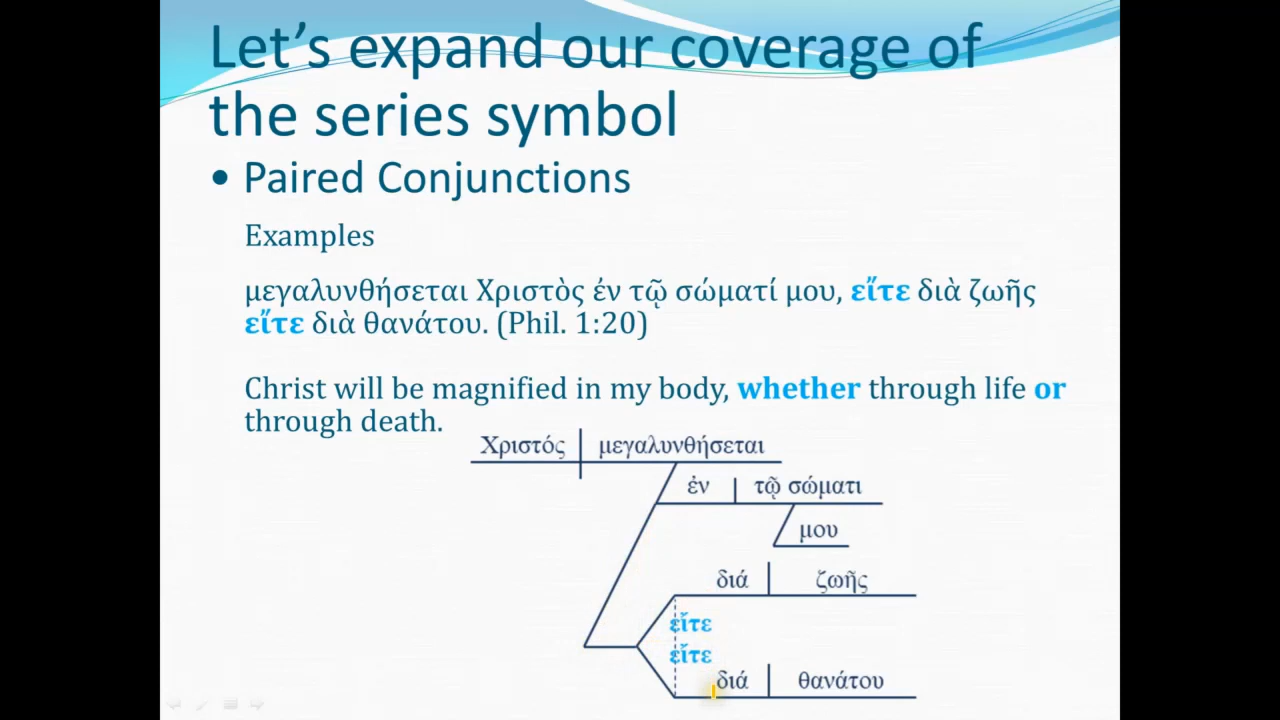 Let’s expand our coverage of
the series symbol
• Paired Conjunctions
Examples
μεγαλυνθήσεται Χριστὸς ἐν τῷ σώματί μου, εἴτε διὰ ζωῆς
εἴτε διὰ θανάτου. (Phil. 1:20)
Christ will be magnified in my body, whether through life or
through death.
Χριστός μεγαλυνθήσεται
ἐν τῷ σώματι
μου
διά ζωῆς
εἴτε
εἴτε
διά θανάτου